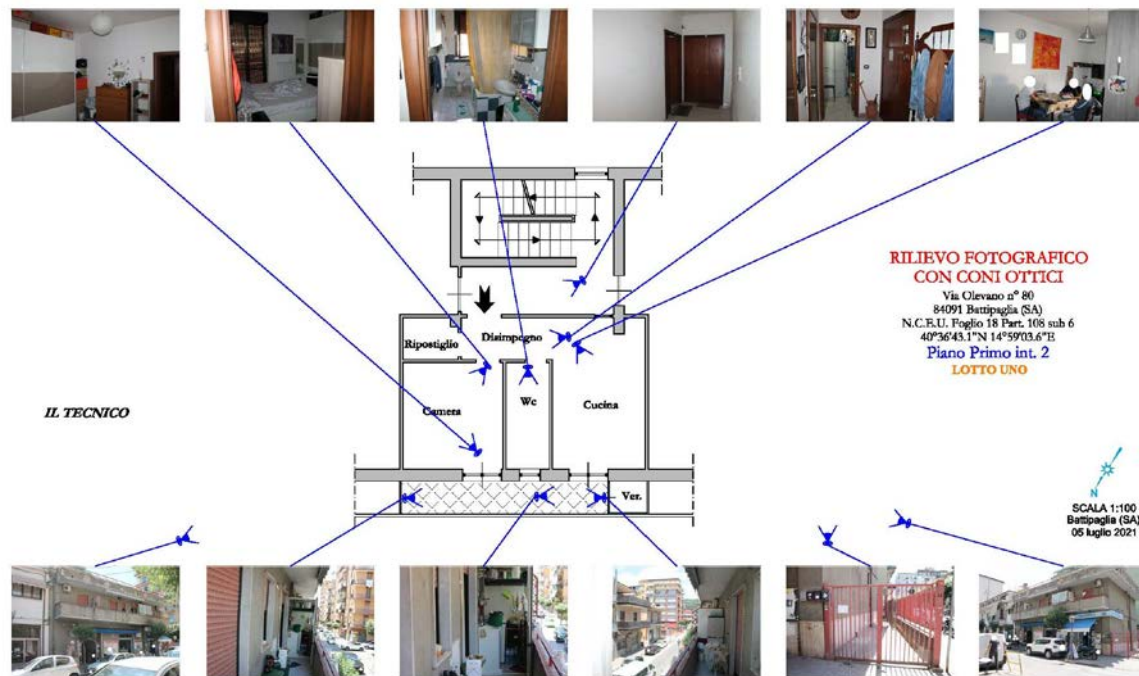 RILIEVO FOTOGRAFICO
CON CONI OTTICI
Via Olevano n° 80
84091 Battipaglia (SA)
N.C.E.U. Foglio 18 Part. 108 sub 6
40°36'43.1"N 14°59'03.6"E
Piano Primo int. 2
LOTTO UNO
Ripostiglio
Disimpegno
Camera
Wc
Cucina
IL TECNICO
Ver.
N
SCALA 1:100
Battipaglia (SA)
05 luglio 2021